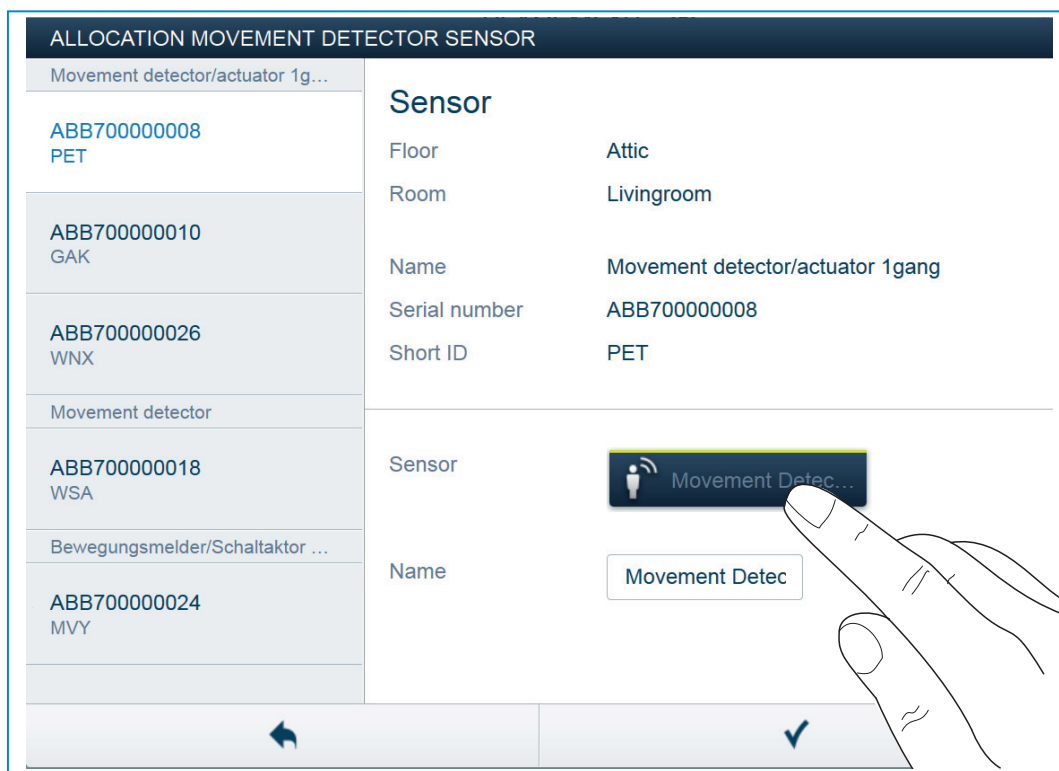 ALLOCATION MOVEMENT DETECTOR SENSOR
Movement detector/actuator 1g...
ABB700000008
PET
ABB700000010
GAK
ABB700000026
WNX
Movement detector
ABB700000018
WSA
Bewegungsmelder/Schaltaktor ...
ABB700000024
MVY
Sensor
Floor Attic
Room Livingroom
Name Movement detector/actuator 1gang
Serial number ABB700000008
Short ID PET
Sensor Movement Detec...
Name Movement Detec